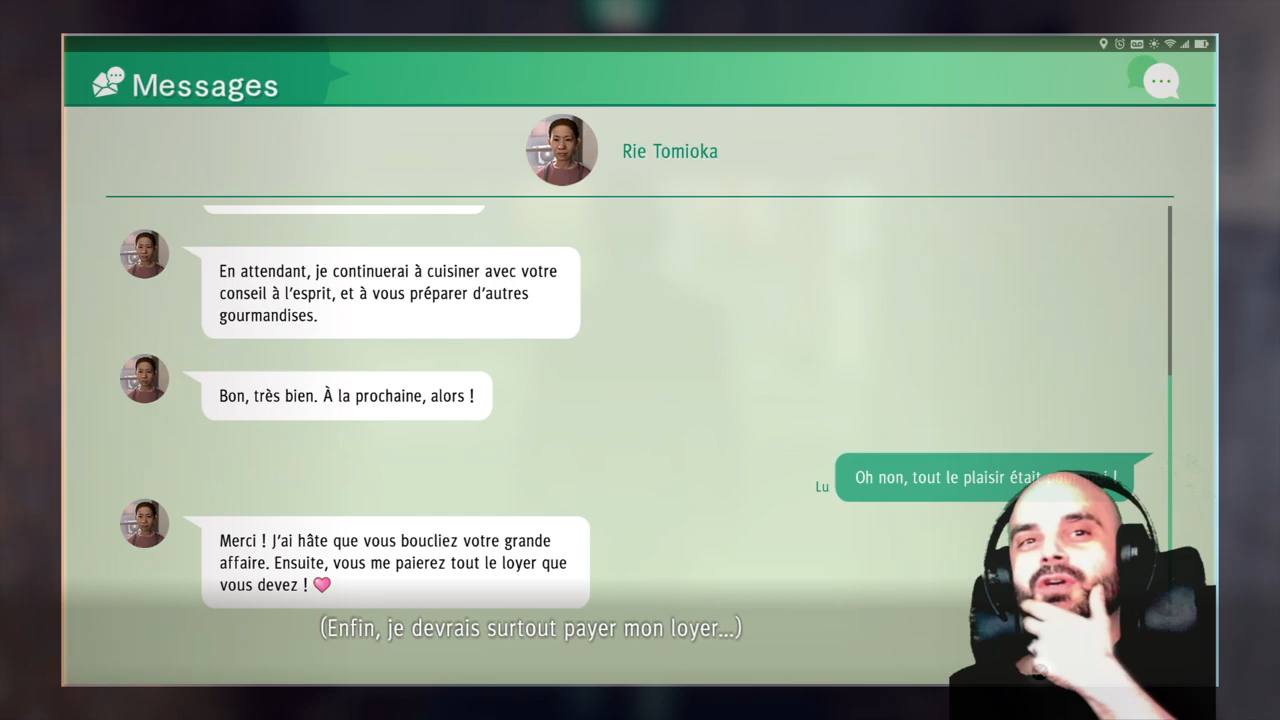 Messages
Rie Tomioka
En attendant, je continuerai à cuisiner avec votre
conseil à l'esprit, et à vous préparer d'autres
gourmandises.
Bon, très bien. À la prochaine, alors !
Oh non, tout le plaisir était
Lu
Merci ! J'ai hâte que vous boucliez votre grande
affaire. Ensuite, vous me paierez tout le loyer que
vous devez !
(Enfin, je devrais surtout payer mon loyer...)